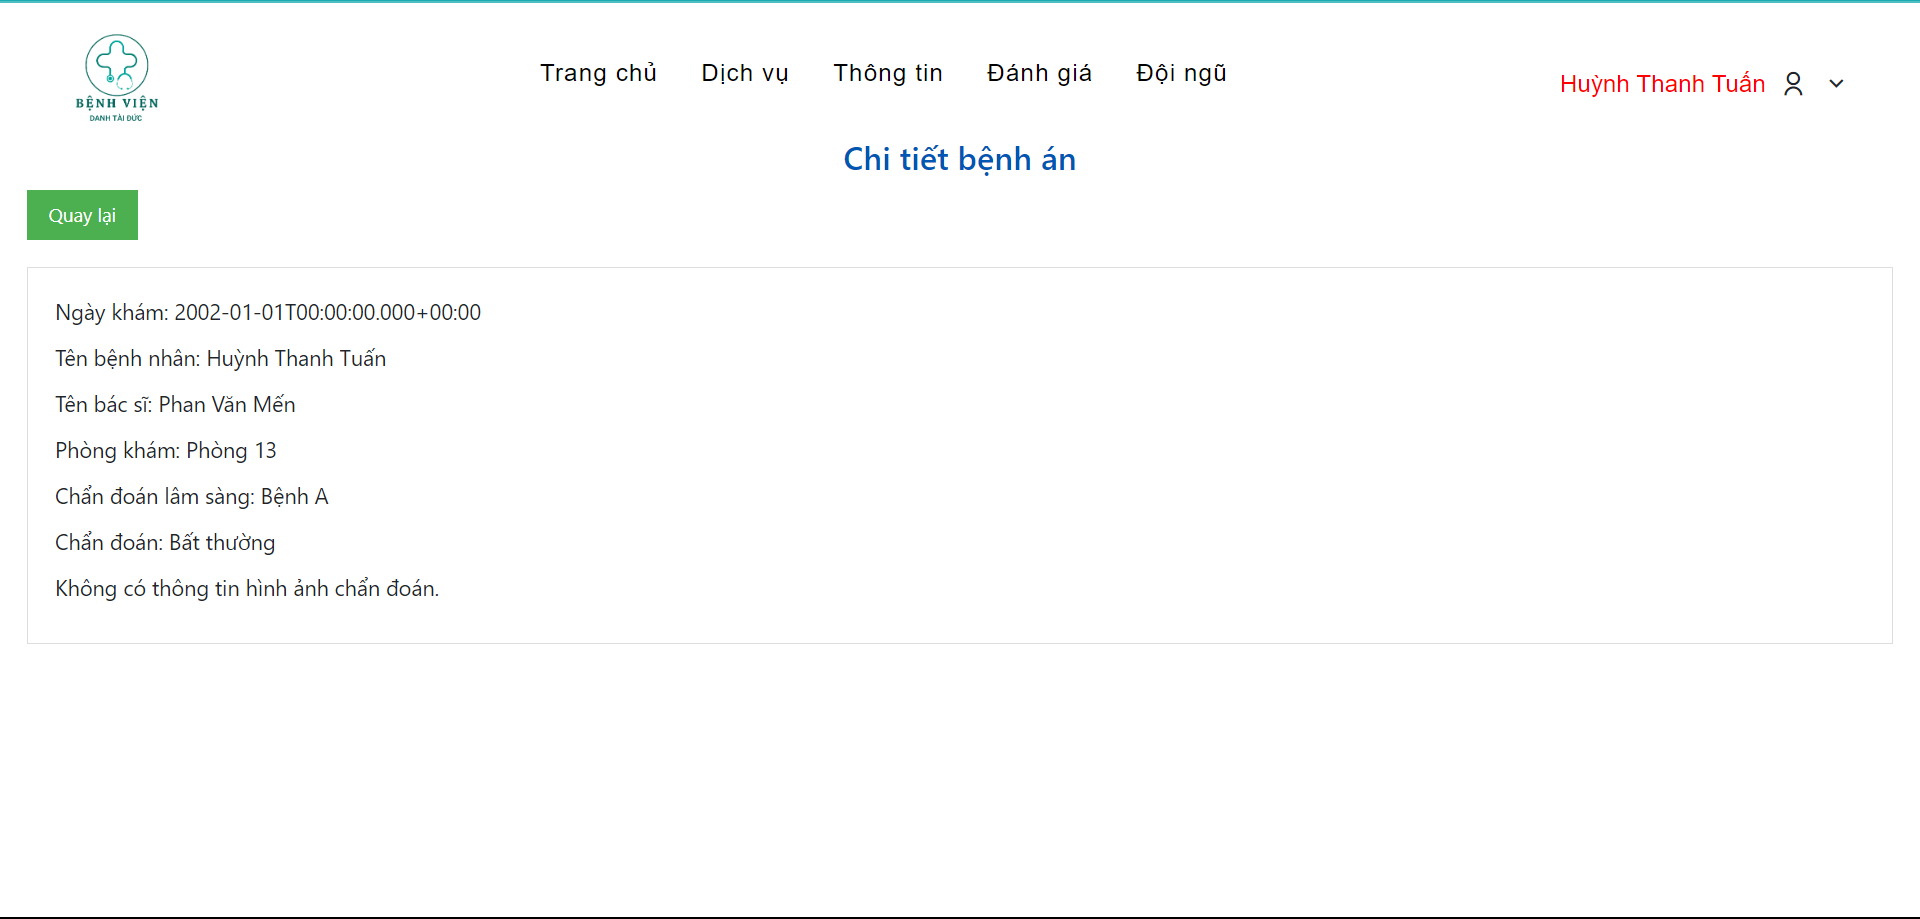 BỆNH VIỆN
DANH TÀI ĐỨC
Trang chủ Dịch vụ Thông tin Đánh giá Đội ngũ
Huỳnh Thanh Tuấn
Chi tiết bệnh án
Quay lại
Ngày khám: 2002-01-01T00:00:00.000+00:00
Tên bệnh nhân: Huỳnh Thanh Tuấn
Tên bác sĩ: Phan Văn Mến
Phòng khám: Phòng 13
Chẩn đoán lâm sàng: Bệnh A
Chẩn đoán: Bất thường
Không có thông tin hình ảnh chẩn đoán.